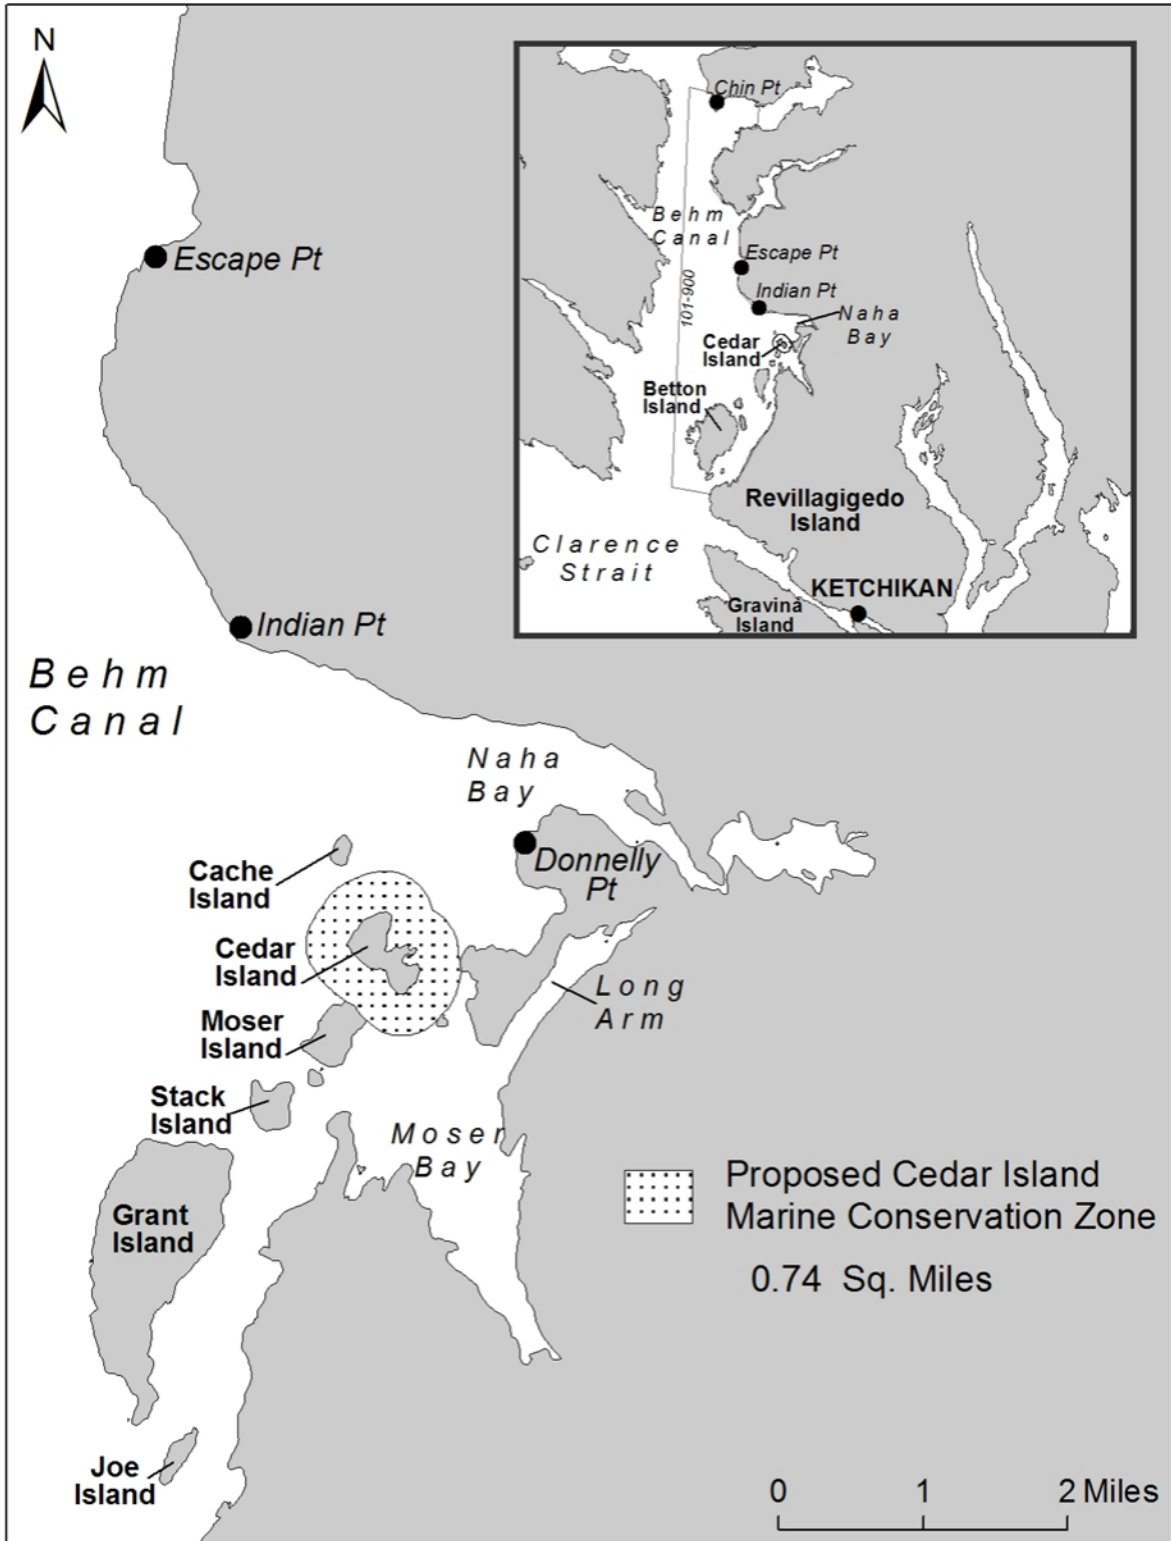 N
Chin Pt
Behm
Canal
Escape Pt
101-900
Indian Pt
Naha
Bay
Cedar
Island
Betton
Island
Revillagigedo
Island
Clarence
Strait
KETCHIKAN
Gravina
Island
Escape Pt
Indian Pt
Behm
Canal
Naha
Bay
Donnelly
Pt
Cache
Island
Cedar
Island
Long
Arm
Moser
Island
Stack
Island
Moser
Bay
Proposed Cedar Island
Marine Conservation Zone
0.74 Sq. Miles
Grant
Island
Joe
Island
0 1 2 Miles